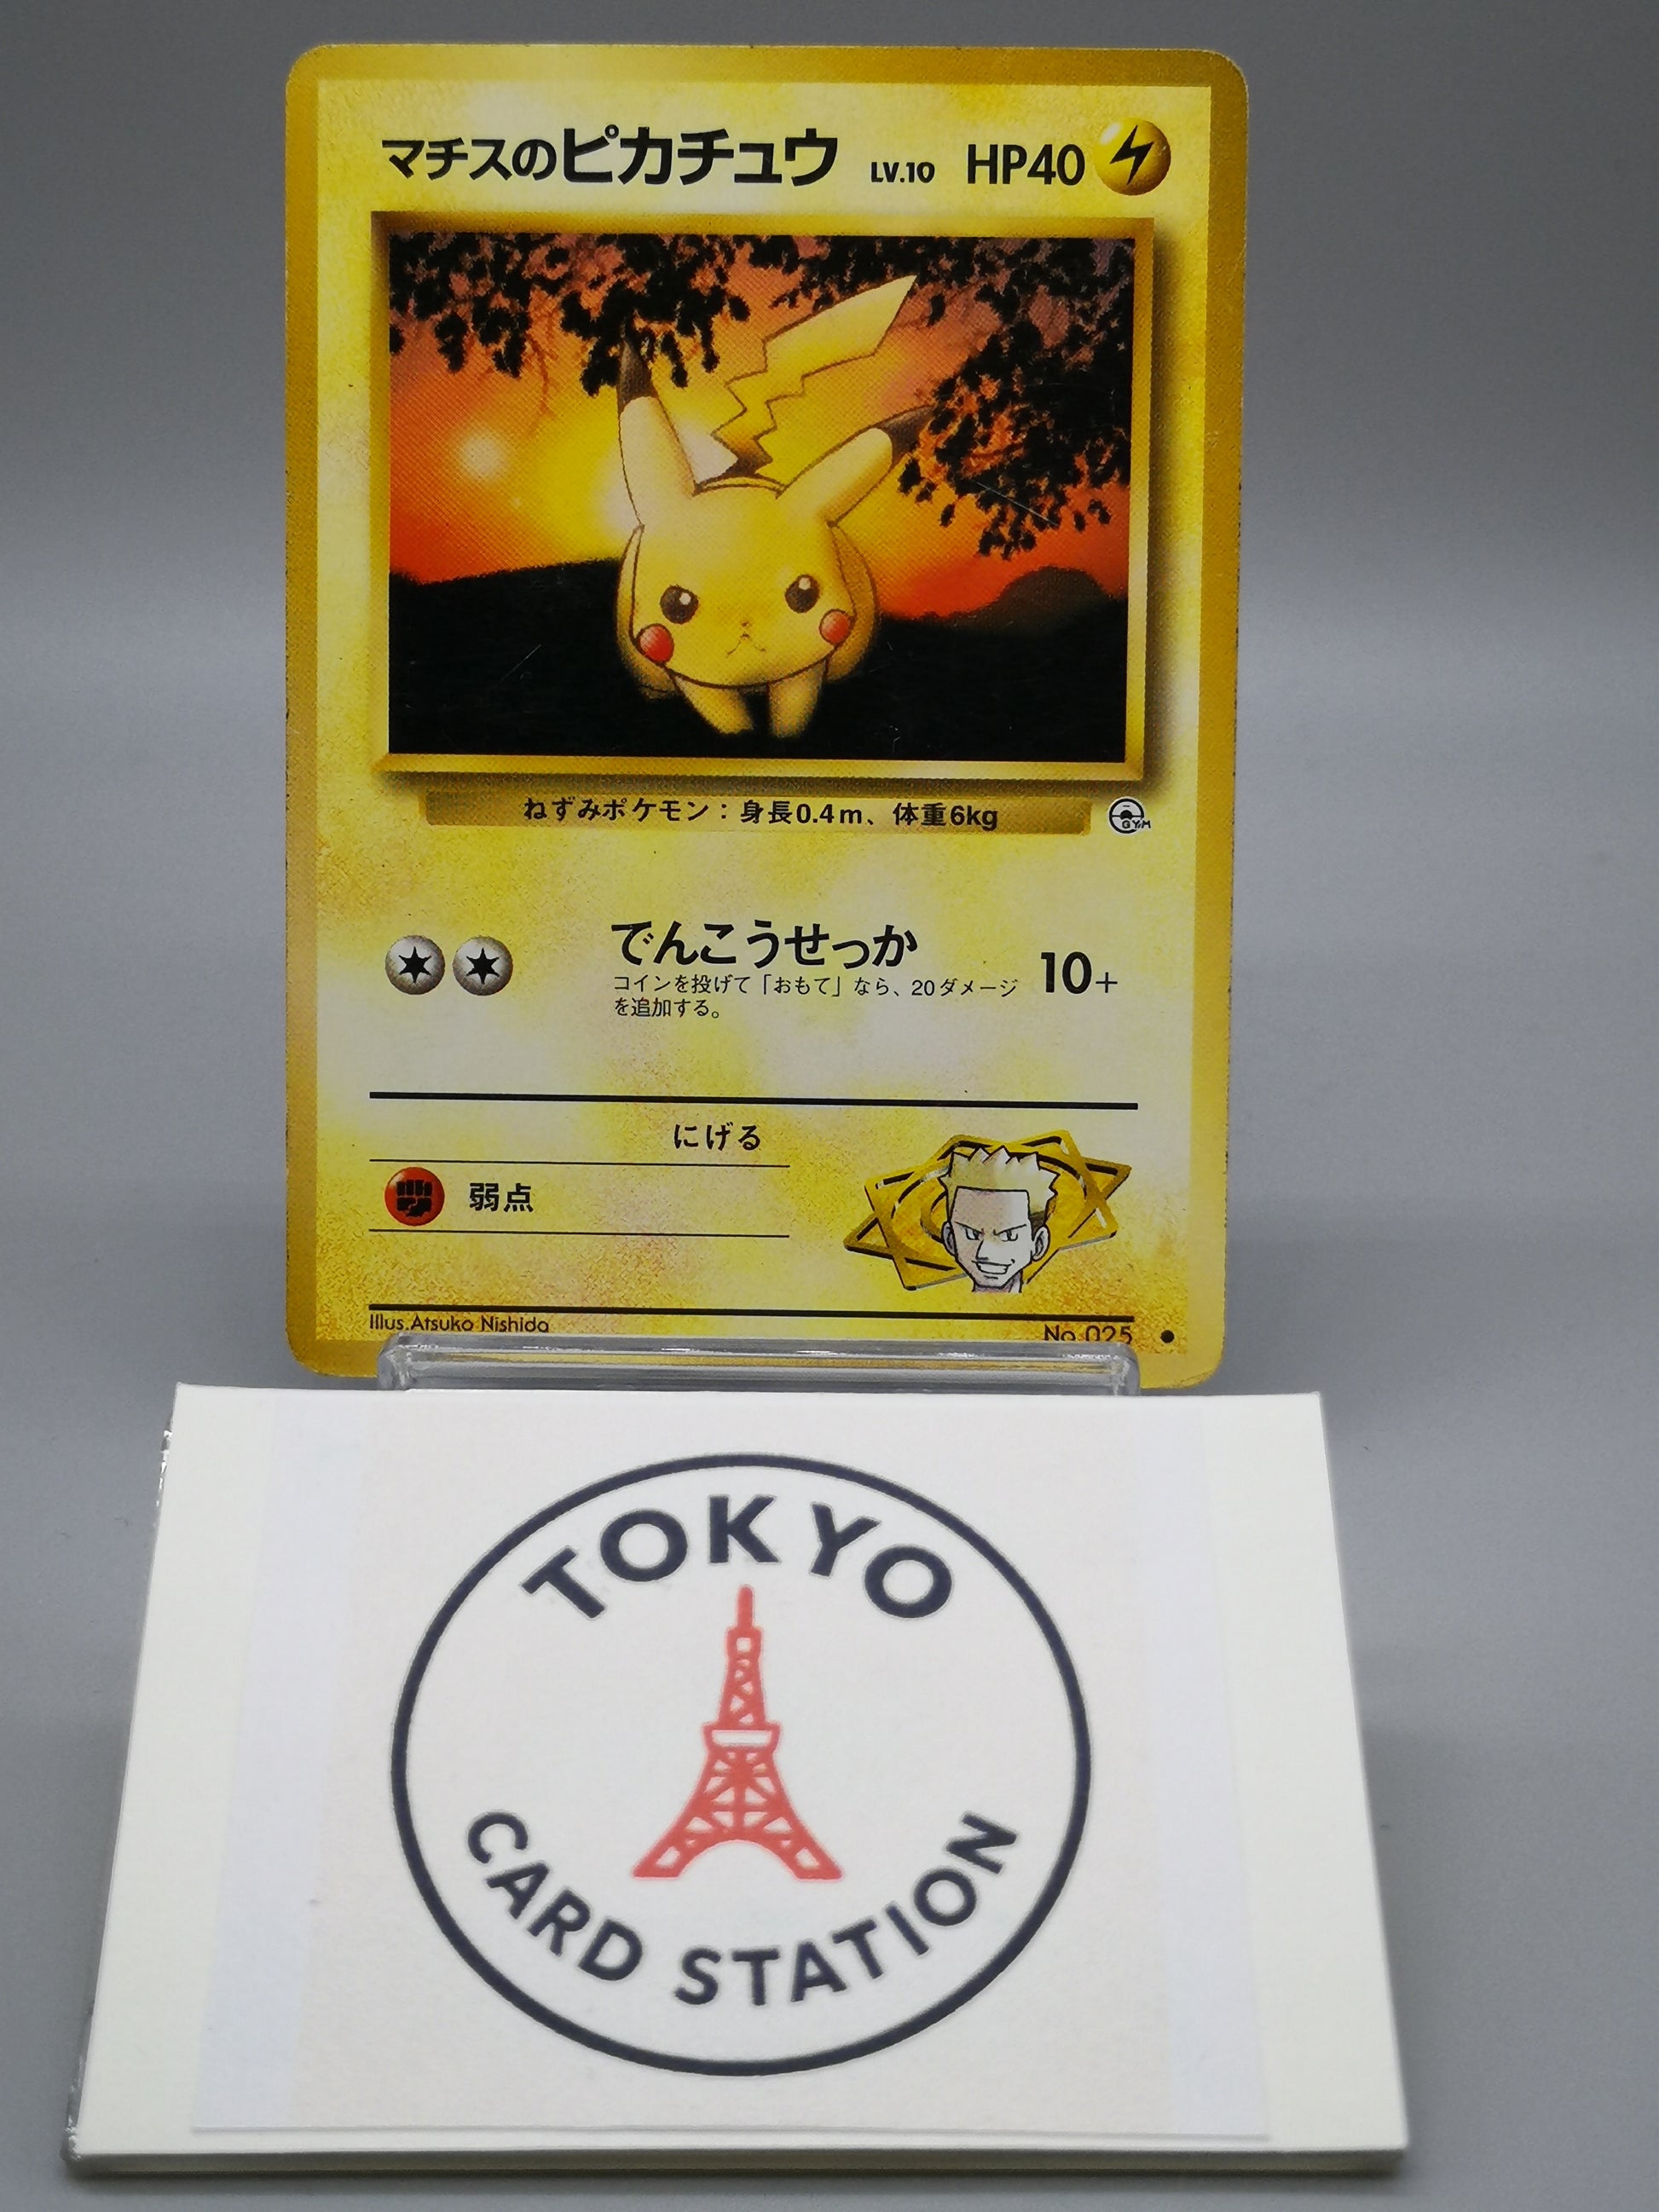 マチスのピカチュウ LV.10 HP40
ねずみポケモン：身長0.4m、体重6kg
GYM
でんこうせっか 10+
コインを投げて「おもて」なら、20ダメージ
を追加する。
にげる
弱点
Illus.Atsuko Nishida No.025
TOKYO
CARD STATION